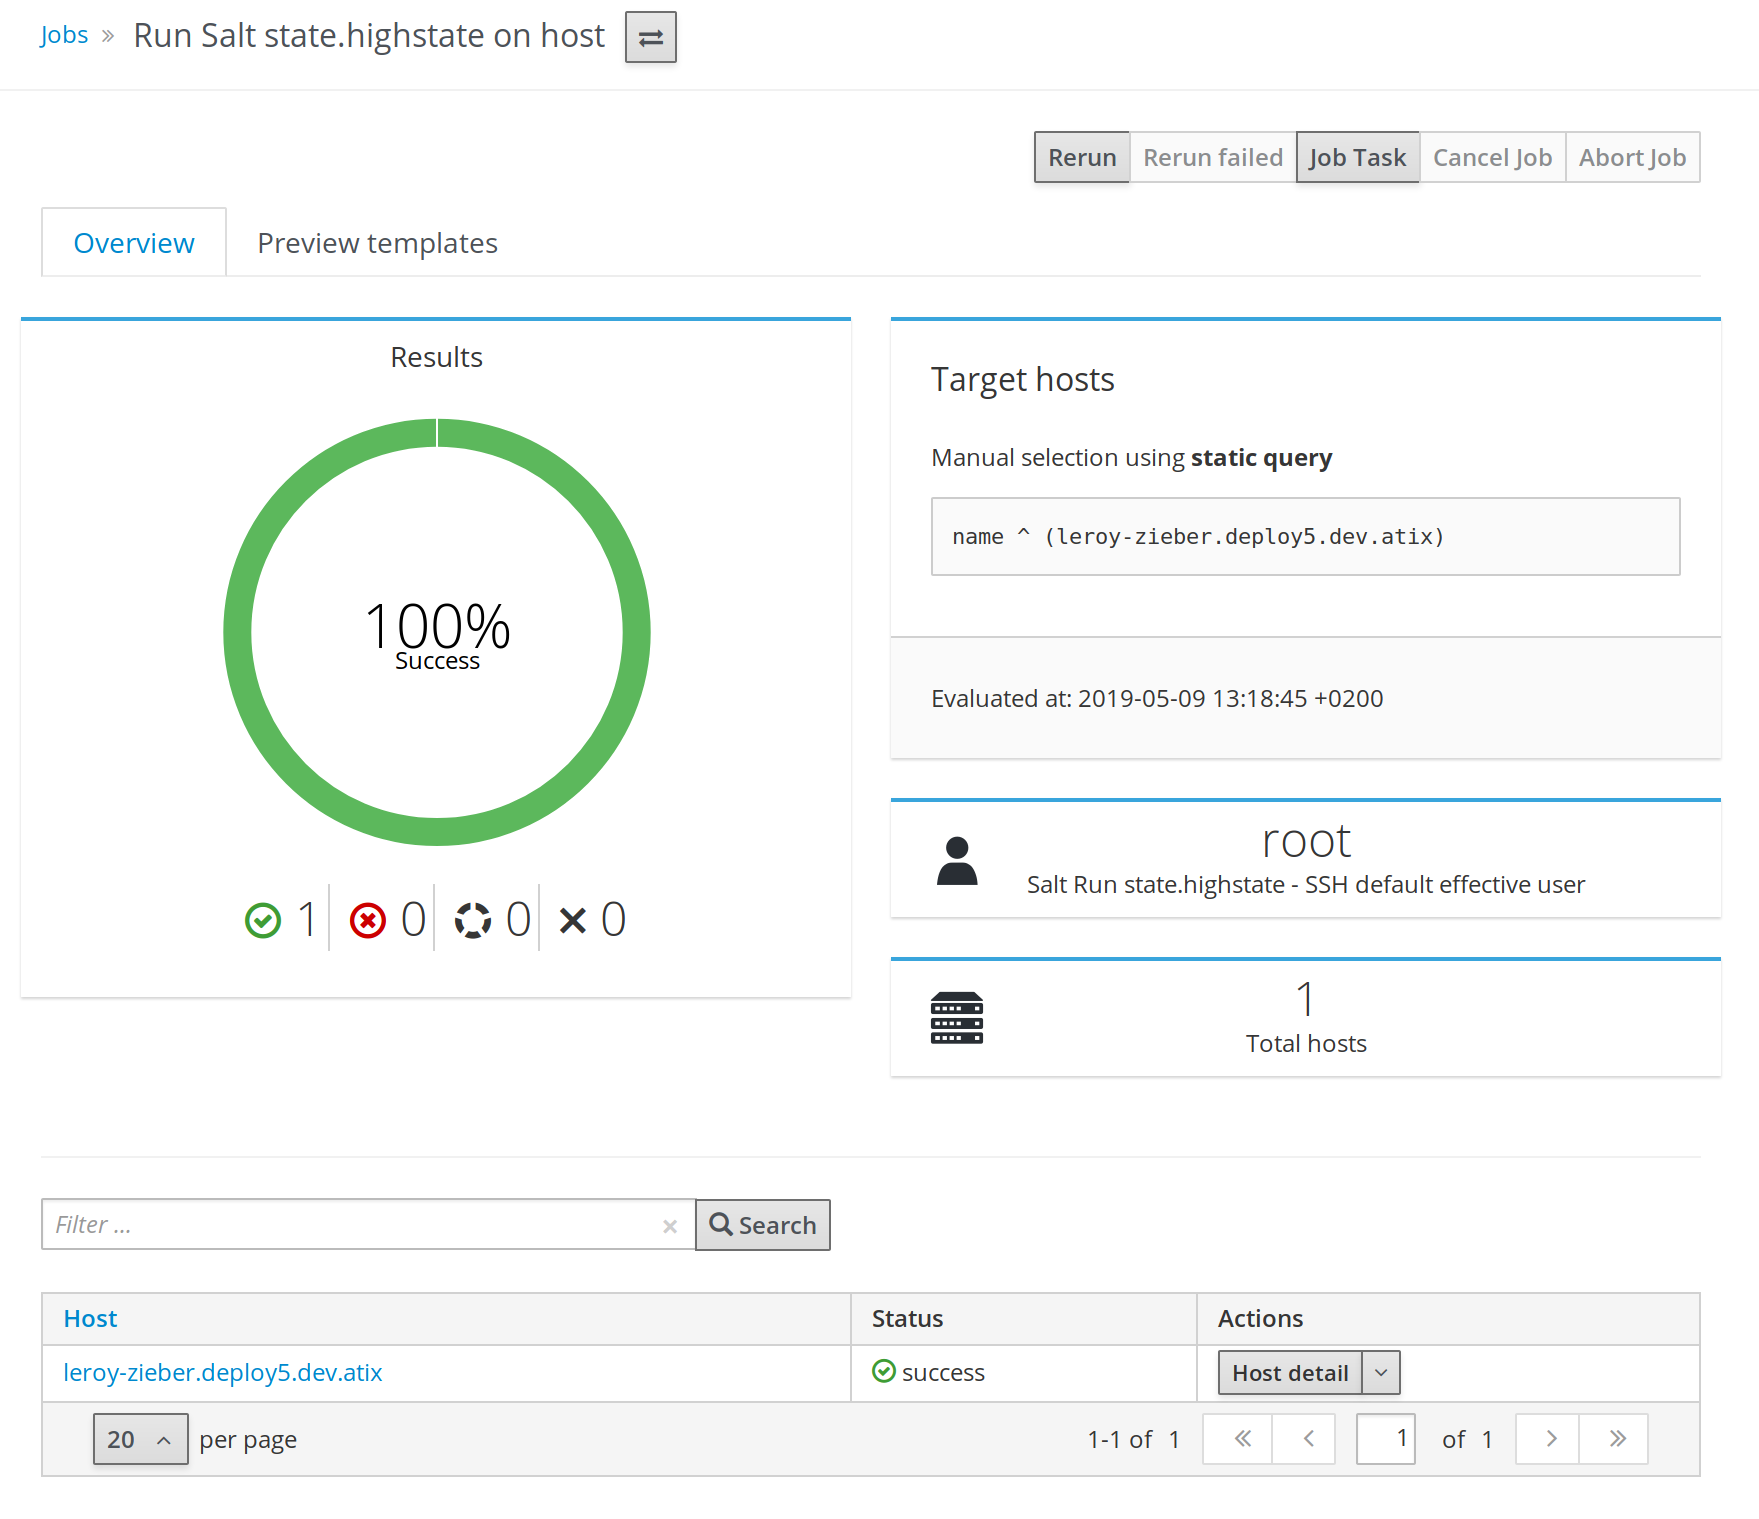 Jobs » Run Salt state.highstate on host
Rerun Rerun failed Job Task Cancel Job Abort Job
Overview Preview templates
Results
100%
Success
1 0 0 0
Target hosts
Manual selection using static query
name ^ (leroy-zieber.deploy5.dev.atix)
Evaluated at: 2019-05-09 13:18:45 +0200
root
Salt Run state.highstate - SSH default effective user
1
Total hosts
Filter ... × Search
Host Status Actions
leroy-zieber.deploy5.dev.atix success Host detail
20 per page 1-1 of 1 « ‹ 1 of 1 › »